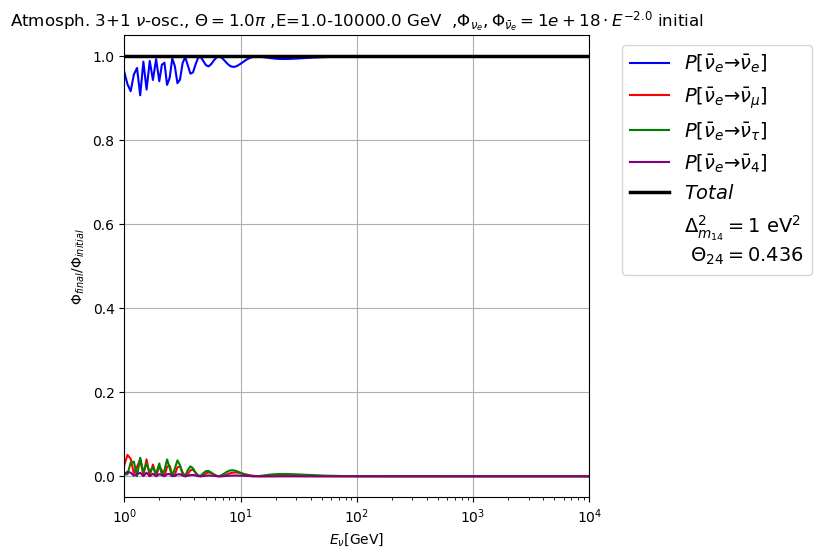 Atmosph. 3+1 ν-osc., Θ = 1.0π ,E=1.0-10000.0 GeV ,Φ_{ν_e}, Φ_{ν̄_e} = 1e + 18 · E^{−2.0} initial
P[ν̄_e→ν̄_e]
P[ν̄_e→ν̄_μ]
P[ν̄_e→ν̄_τ]
P[ν̄_e→ν̄_4]
Total
Δ^2_{m_{14}} = 1 eV^2
Θ_{24} = 0.436
Φ_{final}/Φ_{initial}
1.0
0.8
0.6
0.4
0.2
0.0
10^0
10^1
10^2
10^3
10^4
E_ν[GeV]